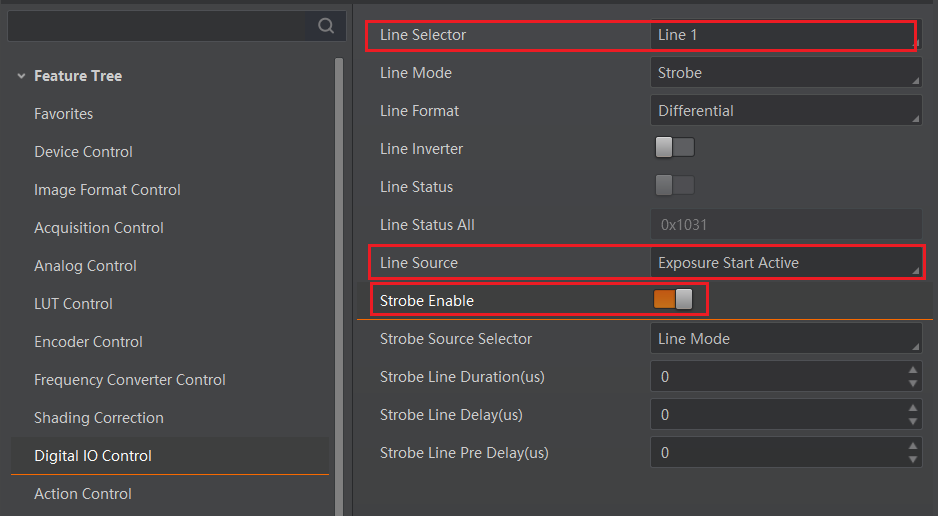 Feature Tree
Favorites
Device Control
Image Format Control
Acquisition Control
Analog Control
LUT Control
Encoder Control
Frequency Converter Control
Shading Correction
Digital IO Control
Action Control
Line Selector Line 1
Line Mode Strobe
Line Format Differential
Line Inverter
Line Status
Line Status All 0x1031
Line Source Exposure Start Active
Strobe Enable
Strobe Source Selector Line Mode
Strobe Line Duration(us) 0
Strobe Line Delay(us) 0
Strobe Line Pre Delay(us) 0